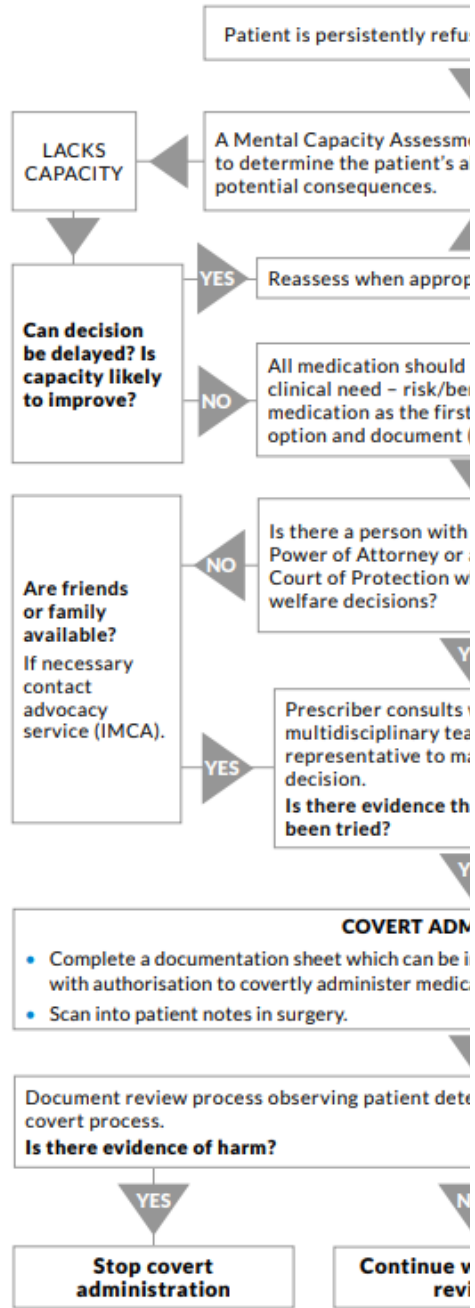 Patient is persistently refus
LACKS
CAPACITY
A Mental Capacity Assessme
to determine the patient's a
potential consequences.
YES
Reassess when approp
Can decision
be delayed? Is
capacity likely
to improve?
NO
All medication should
clinical need – risk/ber
medication as the first
option and document (
Is there a person with
Power of Attorney or a
Court of Protection w
welfare decisions?
NO
Are friends
or family
available?
If necessary
contact
advocacy
service (IMCA).
Y
YES
Prescriber consults
multidisciplinary tea
representative to ma
decision.
Is there evidence th
been tried?
Y
COVERT ADM
• Complete a documentation sheet which can be i
with authorisation to covertly administer medica
• Scan into patient notes in surgery.
Document review process observing patient dete
covert process.
Is there evidence of harm?
YES
N
Stop covert
administration
Continue w
revi